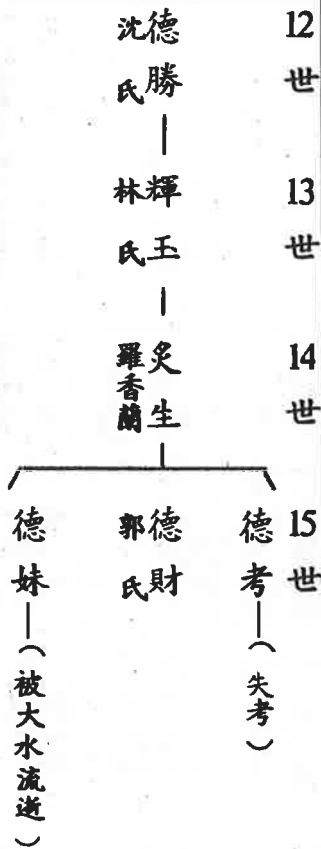 12世
德勝
沈氏
13世
輝玉
林氏
14世
炙生
羅香蘭
15世
德考—（失考）
德財
郭氏
德妹—（被大水流逝）